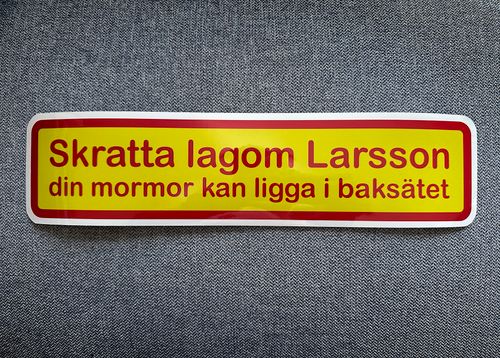 Skratta lagom Larsson
din mormor kan ligga i baksätet